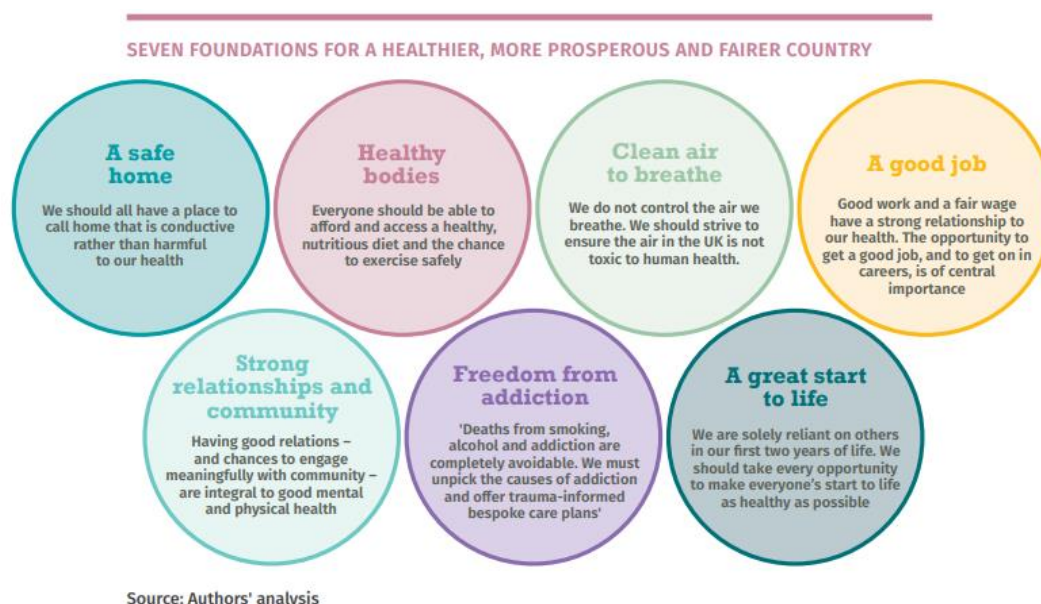 SEVEN FOUNDATIONS FOR A HEALTHIER, MORE PROSPEROUS AND FAIRER COUNTRY
A safe
home
We should all have a place to
call home that is conductive
rather than harmful
to our health
Healthy
bodies
Everyone should be able to
afford and access a healthy,
nutritious diet and the chance
to exercise safely
Clean air
to breathe
We do not control the air we
breathe. We should strive to
ensure the air in the UK is not
toxic to human health.
A good job
Good work and a fair wage
have a strong relationship to
our health. The opportunity to
get a good job, and to get on in
careers, is of central
importance
Strong
relationships and
community
Having good relations –
and chances to engage
meaningfully with community –
are integral to good mental
and physical health
Freedom from
addiction
'Deaths from smoking,
alcohol and addiction are
completely avoidable. We must
unpick the causes of addiction
and offer trauma-informed
bespoke care plans'
A great start
to life
We are solely reliant on others
in our first two years of life. We
should take every opportunity
to make everyone's start to life
as healthy as possible
Source: Authors' analysis